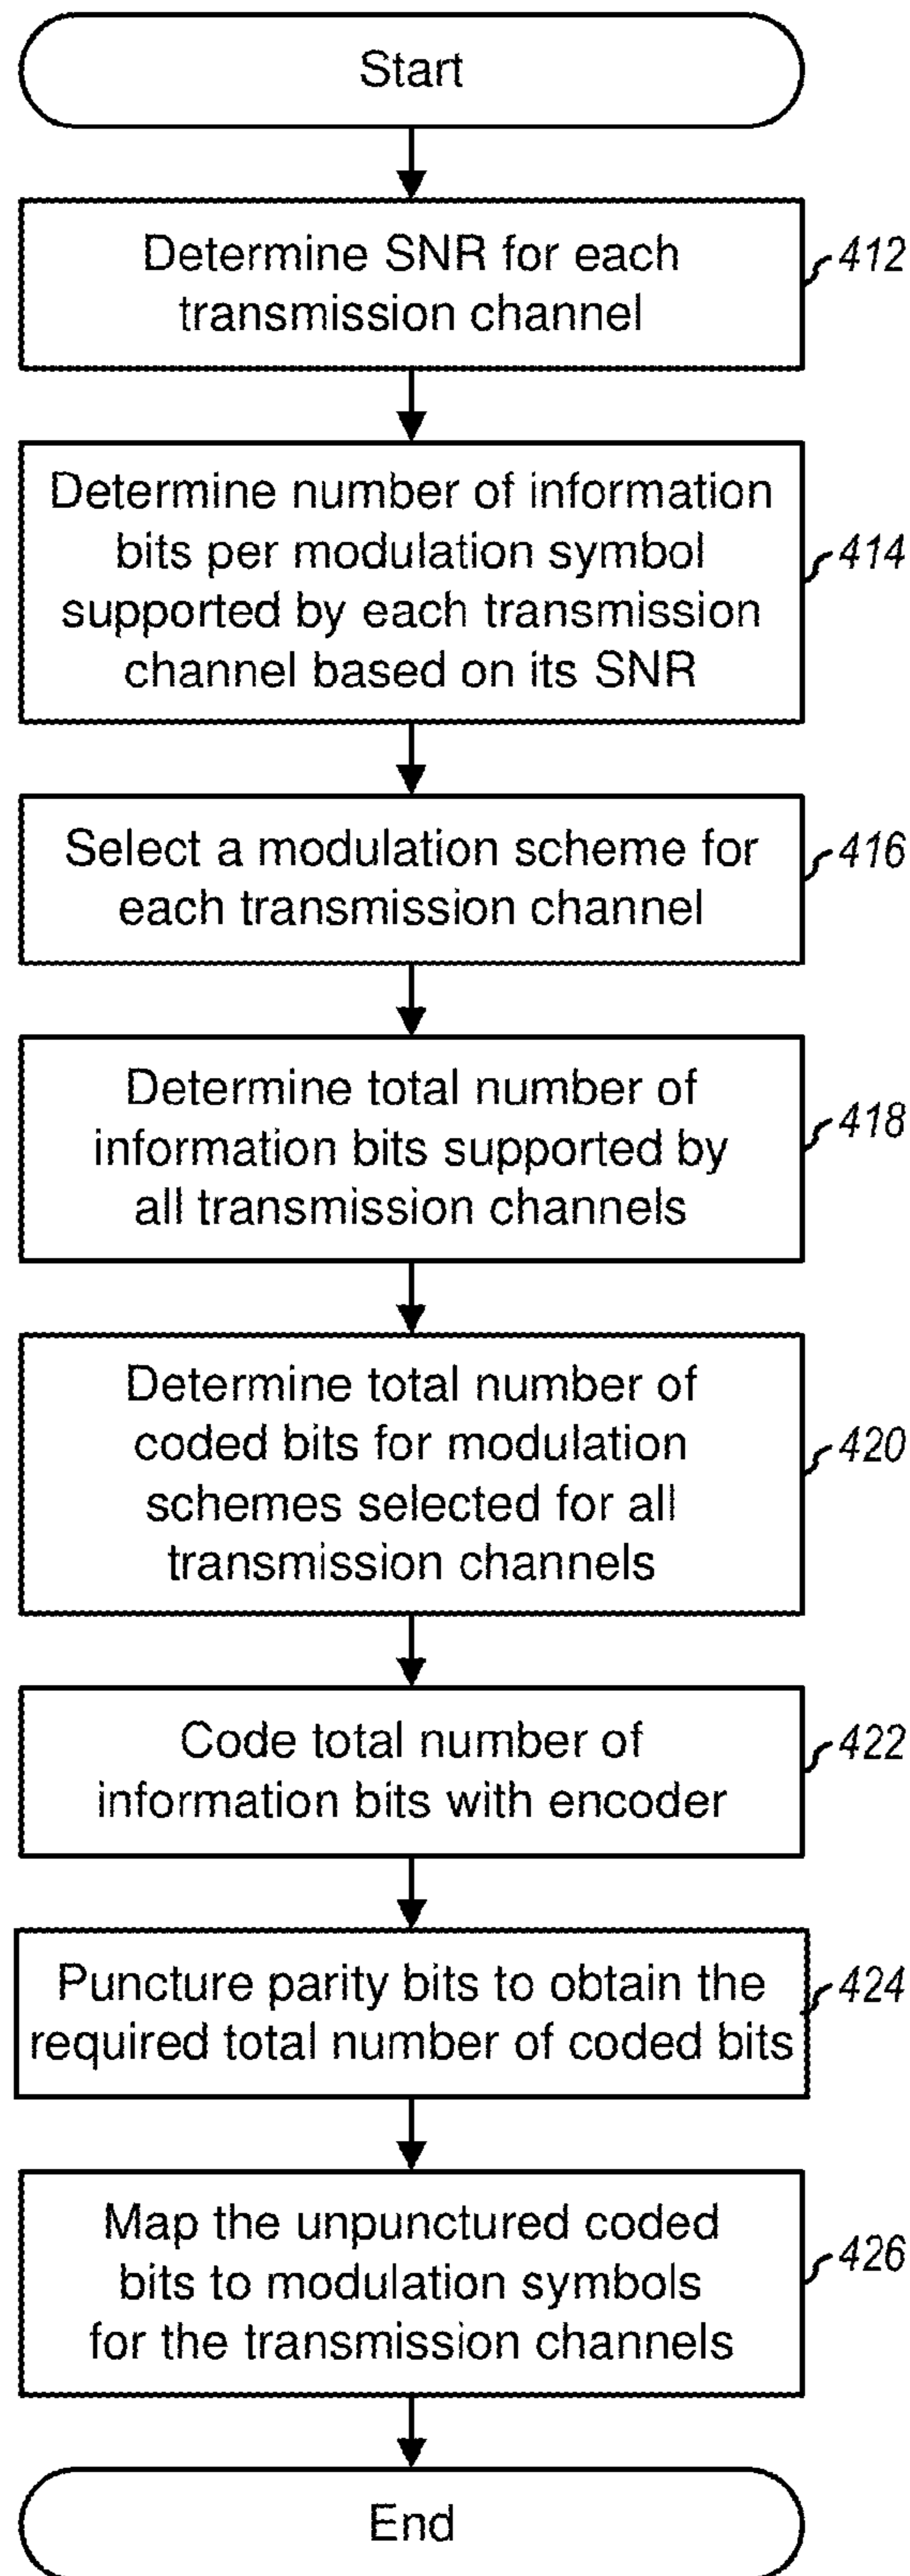 Start
Determine SNR for each
transmission channel
412
Determine number of information
bits per modulation symbol
supported by each transmission
channel based on its SNR
414
Select a modulation scheme for
each transmission channel
416
Determine total number of
information bits supported by
all transmission channels
418
Determine total number of
coded bits for modulation
schemes selected for all
transmission channels
420
Code total number of
information bits with encoder
422
Puncture parity bits to obtain the
required total number of coded bits
424
Map the unpunctured coded
bits to modulation symbols
for the transmission channels
426
End